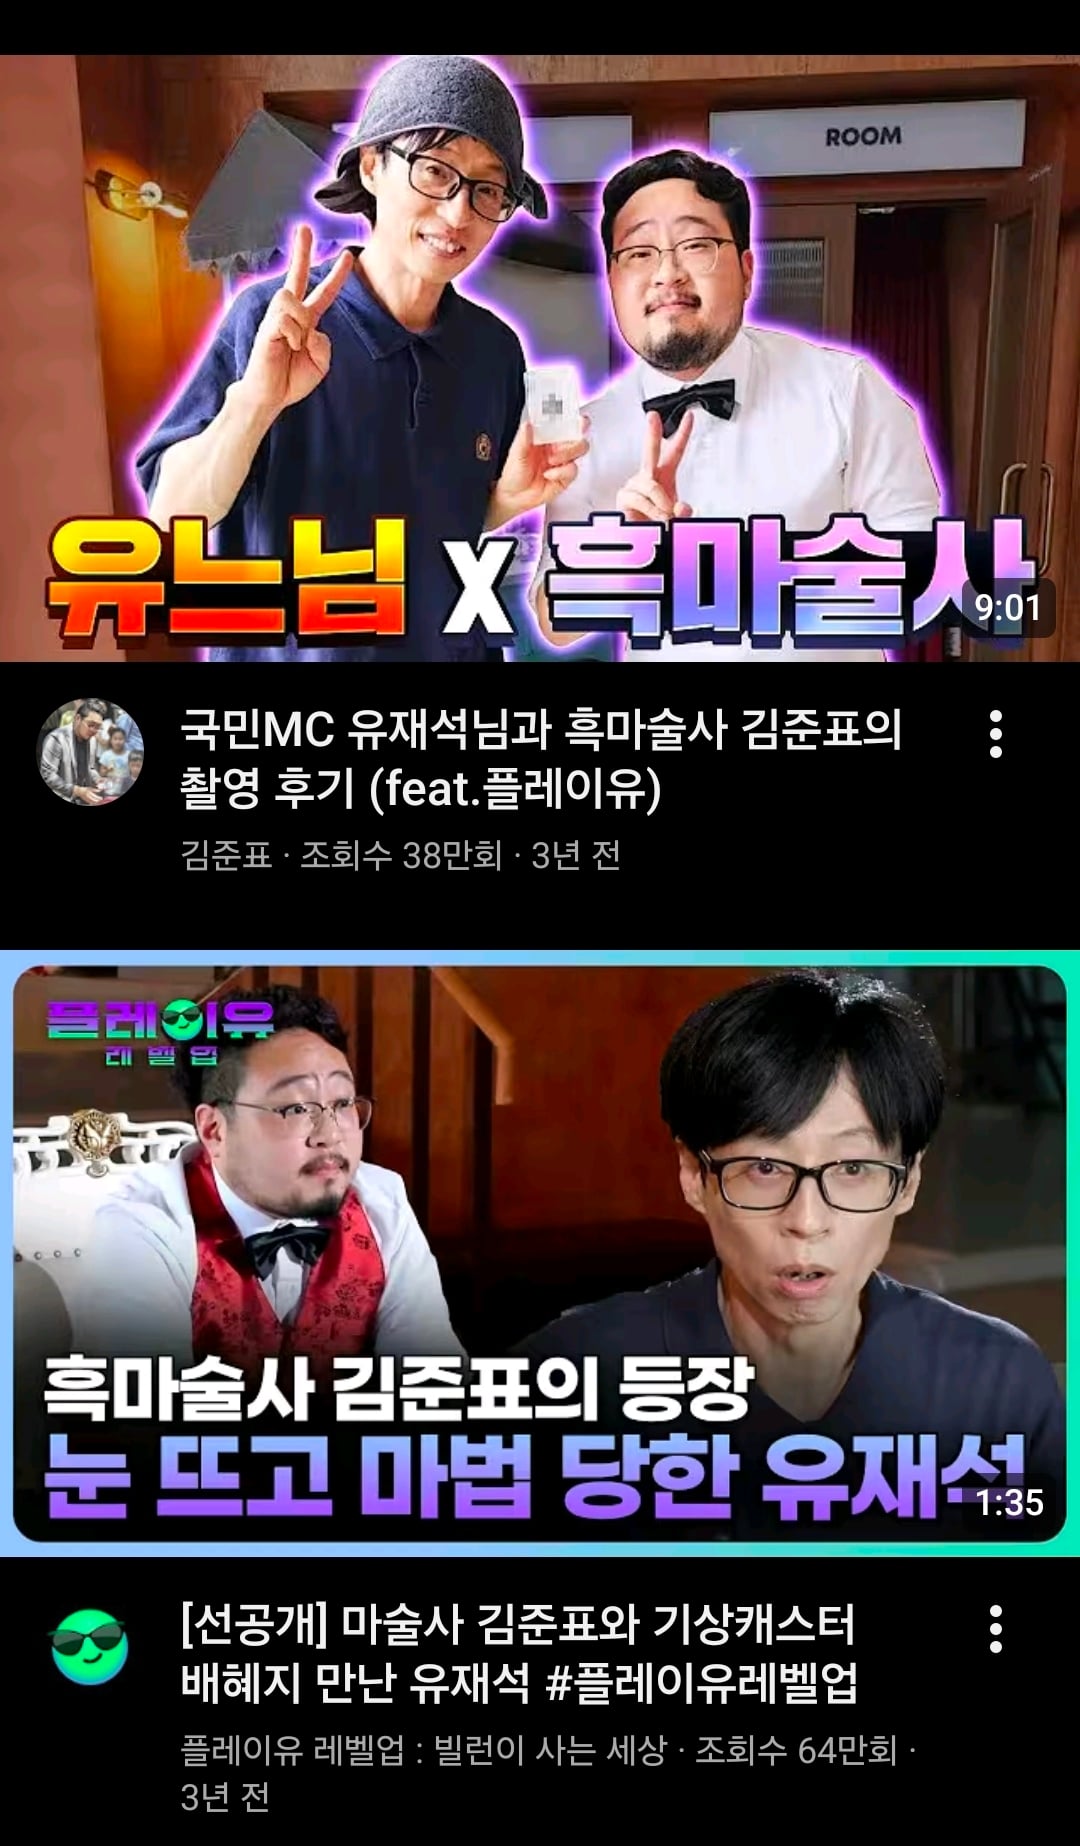 ROOM
유느님 X 흑마술사
9:01
국민MC 유재석님과 흑마술사 김준표의
촬영 후기 (feat.플레이유)
김준표 · 조회수 38만회 · 3년 전
플레이유
레벨업
흑마술사 김준표의 등장
눈 뜨고 마법 당한 유재석
1:35
[선공개] 마술사 김준표와 기상캐스터
배혜지 만난 유재석 #플레이유레벨업
플레이유 레벨업 : 빌런이 사는 세상 · 조회수 64만회 ·
3년 전